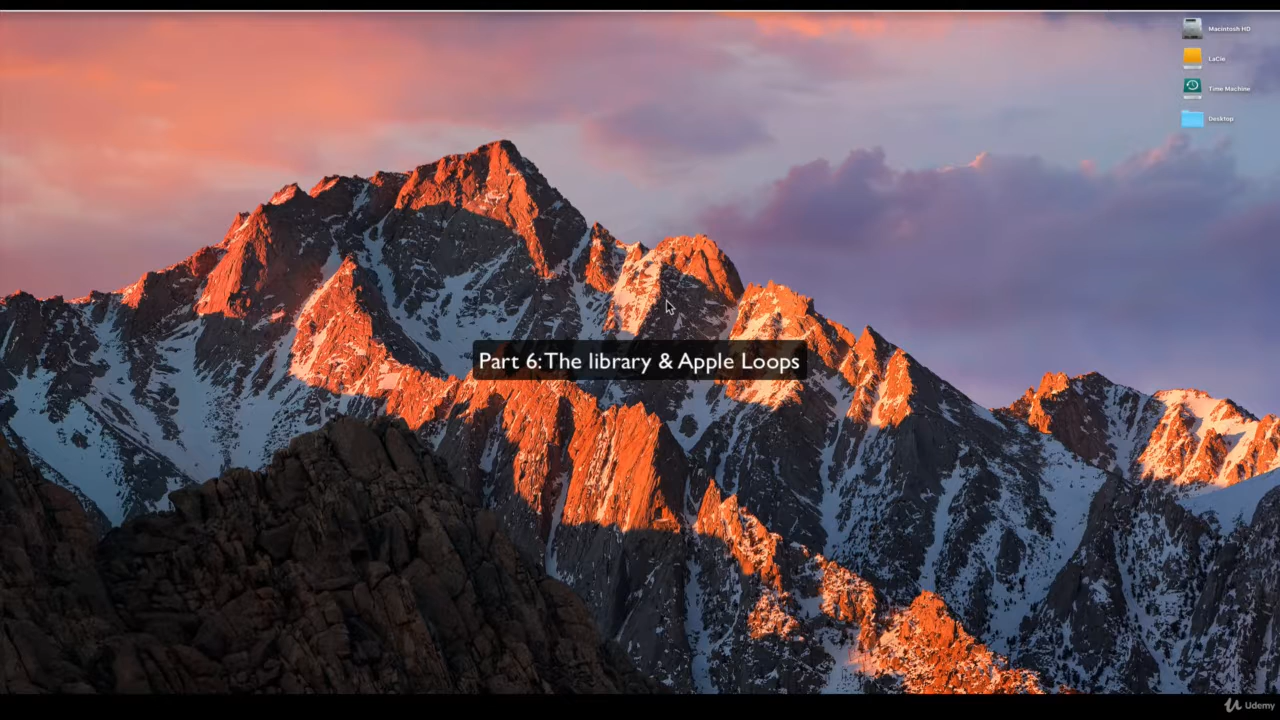 Macintosh HD
LaCie
Time Machine
Desktop
Part 6: The library & Apple Loops
Udemy